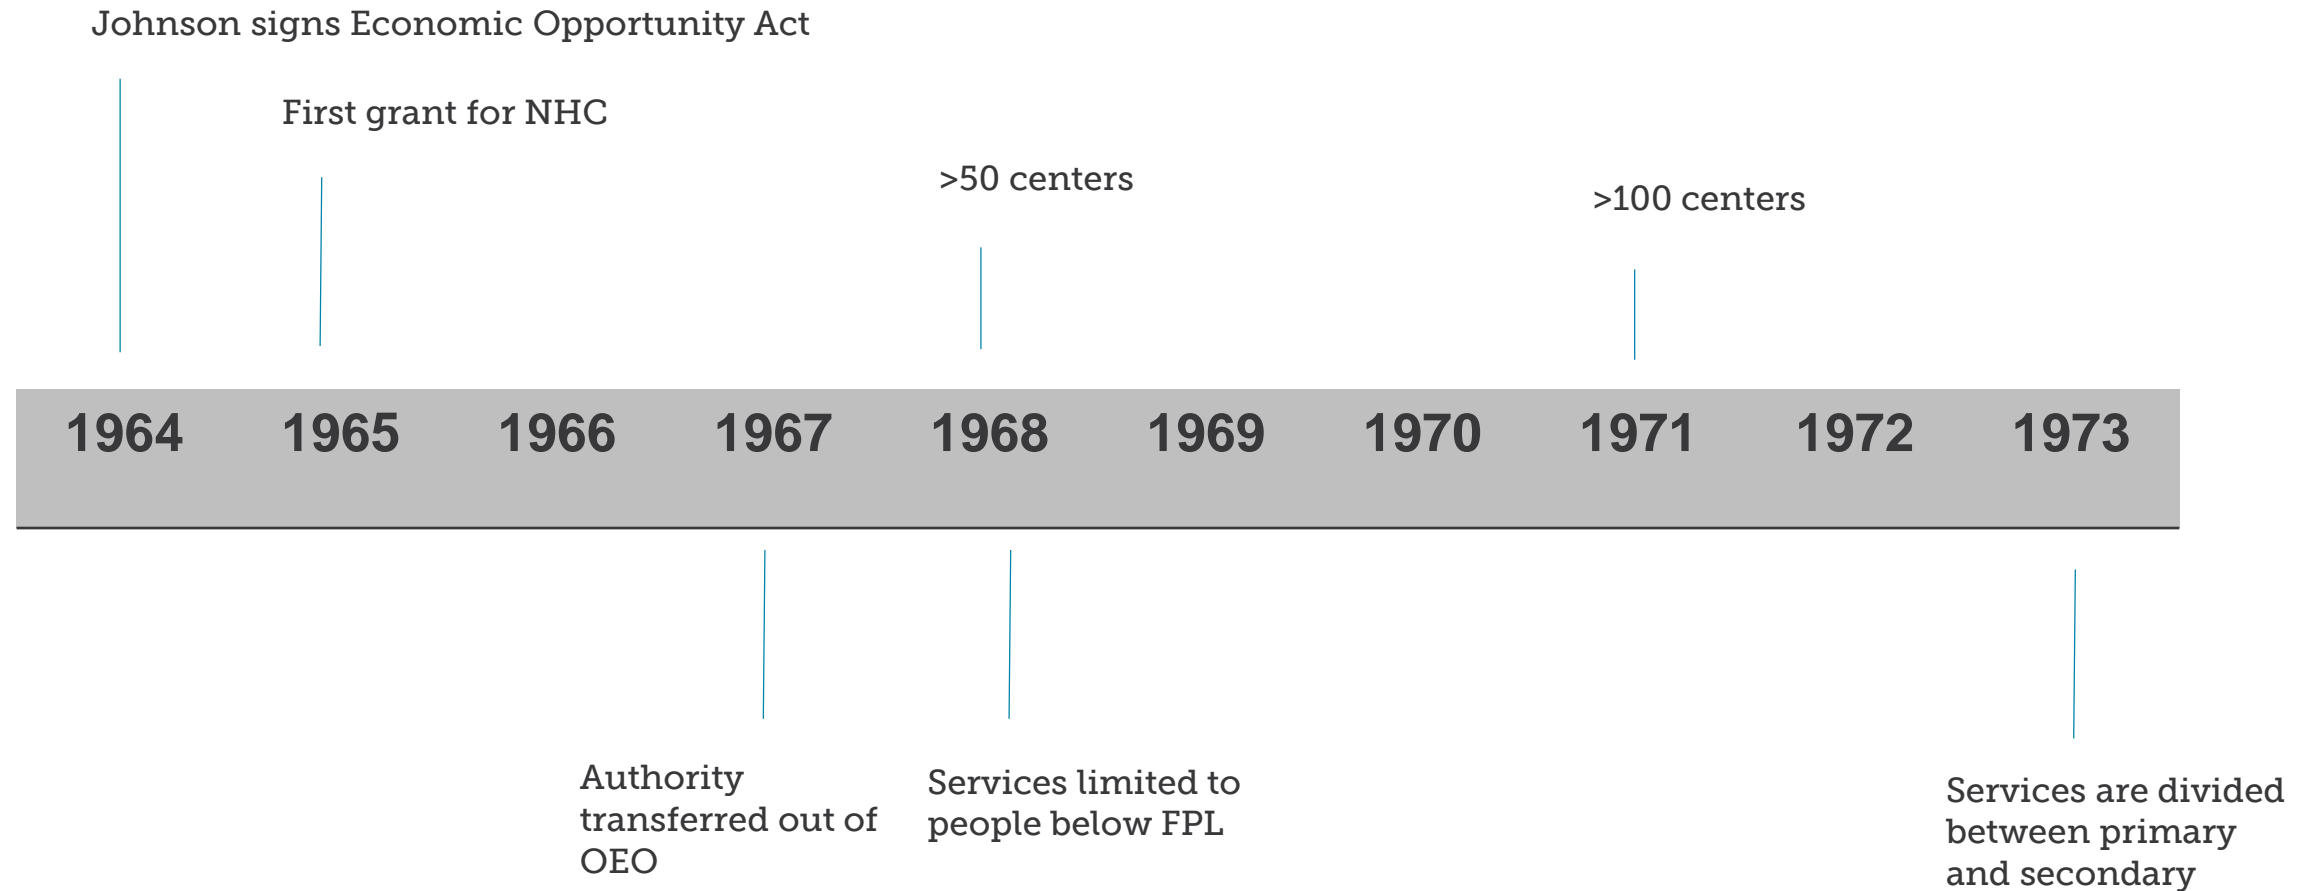 Johnson signs Economic Opportunity Act
First grant for NHC
>50 centers
>100 centers
1964 1965 1966 1967 1968 1969 1970 1971 1972 1973
Authority
transferred out of
OEO
Services limited to
people below FPL
Services are divided
between primary
and secondary